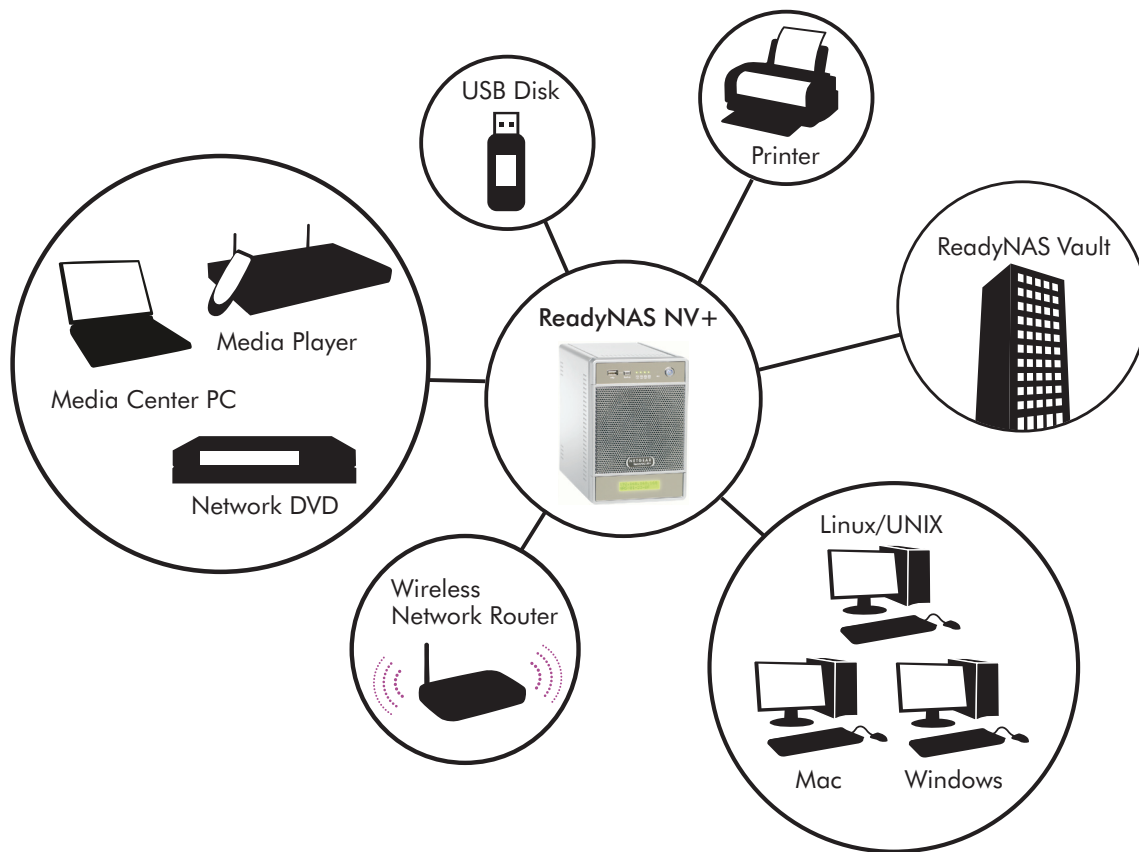 USB Disk
Printer
ReadyNAS Vault
ReadyNAS NV+
Media Player
Media Center PC
Network DVD
Linux/UNIX
Wireless
Network Router
Mac
Windows
NETGEAR